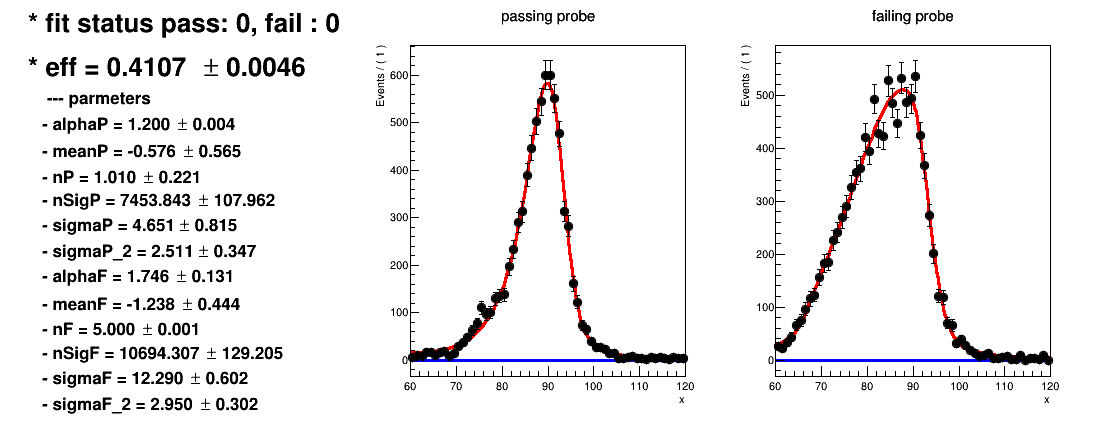 * fit status pass: 0, fail : 0
* eff = 0.4107 ± 0.0046
--- parmeters
- alphaP = 1.200 ± 0.004
- meanP = -0.576 ± 0.565
- nP = 1.010 ± 0.221
- nSigP = 7453.843 ± 107.962
- sigmaP = 4.651 ± 0.815
- sigmaP_2 = 2.511 ± 0.347
- alphaF = 1.746 ± 0.131
- meanF = -1.238 ± 0.444
- nF = 5.000 ± 0.001
- nSigF = 10694.307 ± 129.205
- sigmaF = 12.290 ± 0.602
- sigmaF_2 = 2.950 ± 0.302
passing probe
Events / ( 1 )
600
500
400
300
200
100
0
60 70 80 90 100 110 120
x
failing probe
Events / ( 1 )
500
400
300
200
100
0
60 70 80 90 100 110 120
x